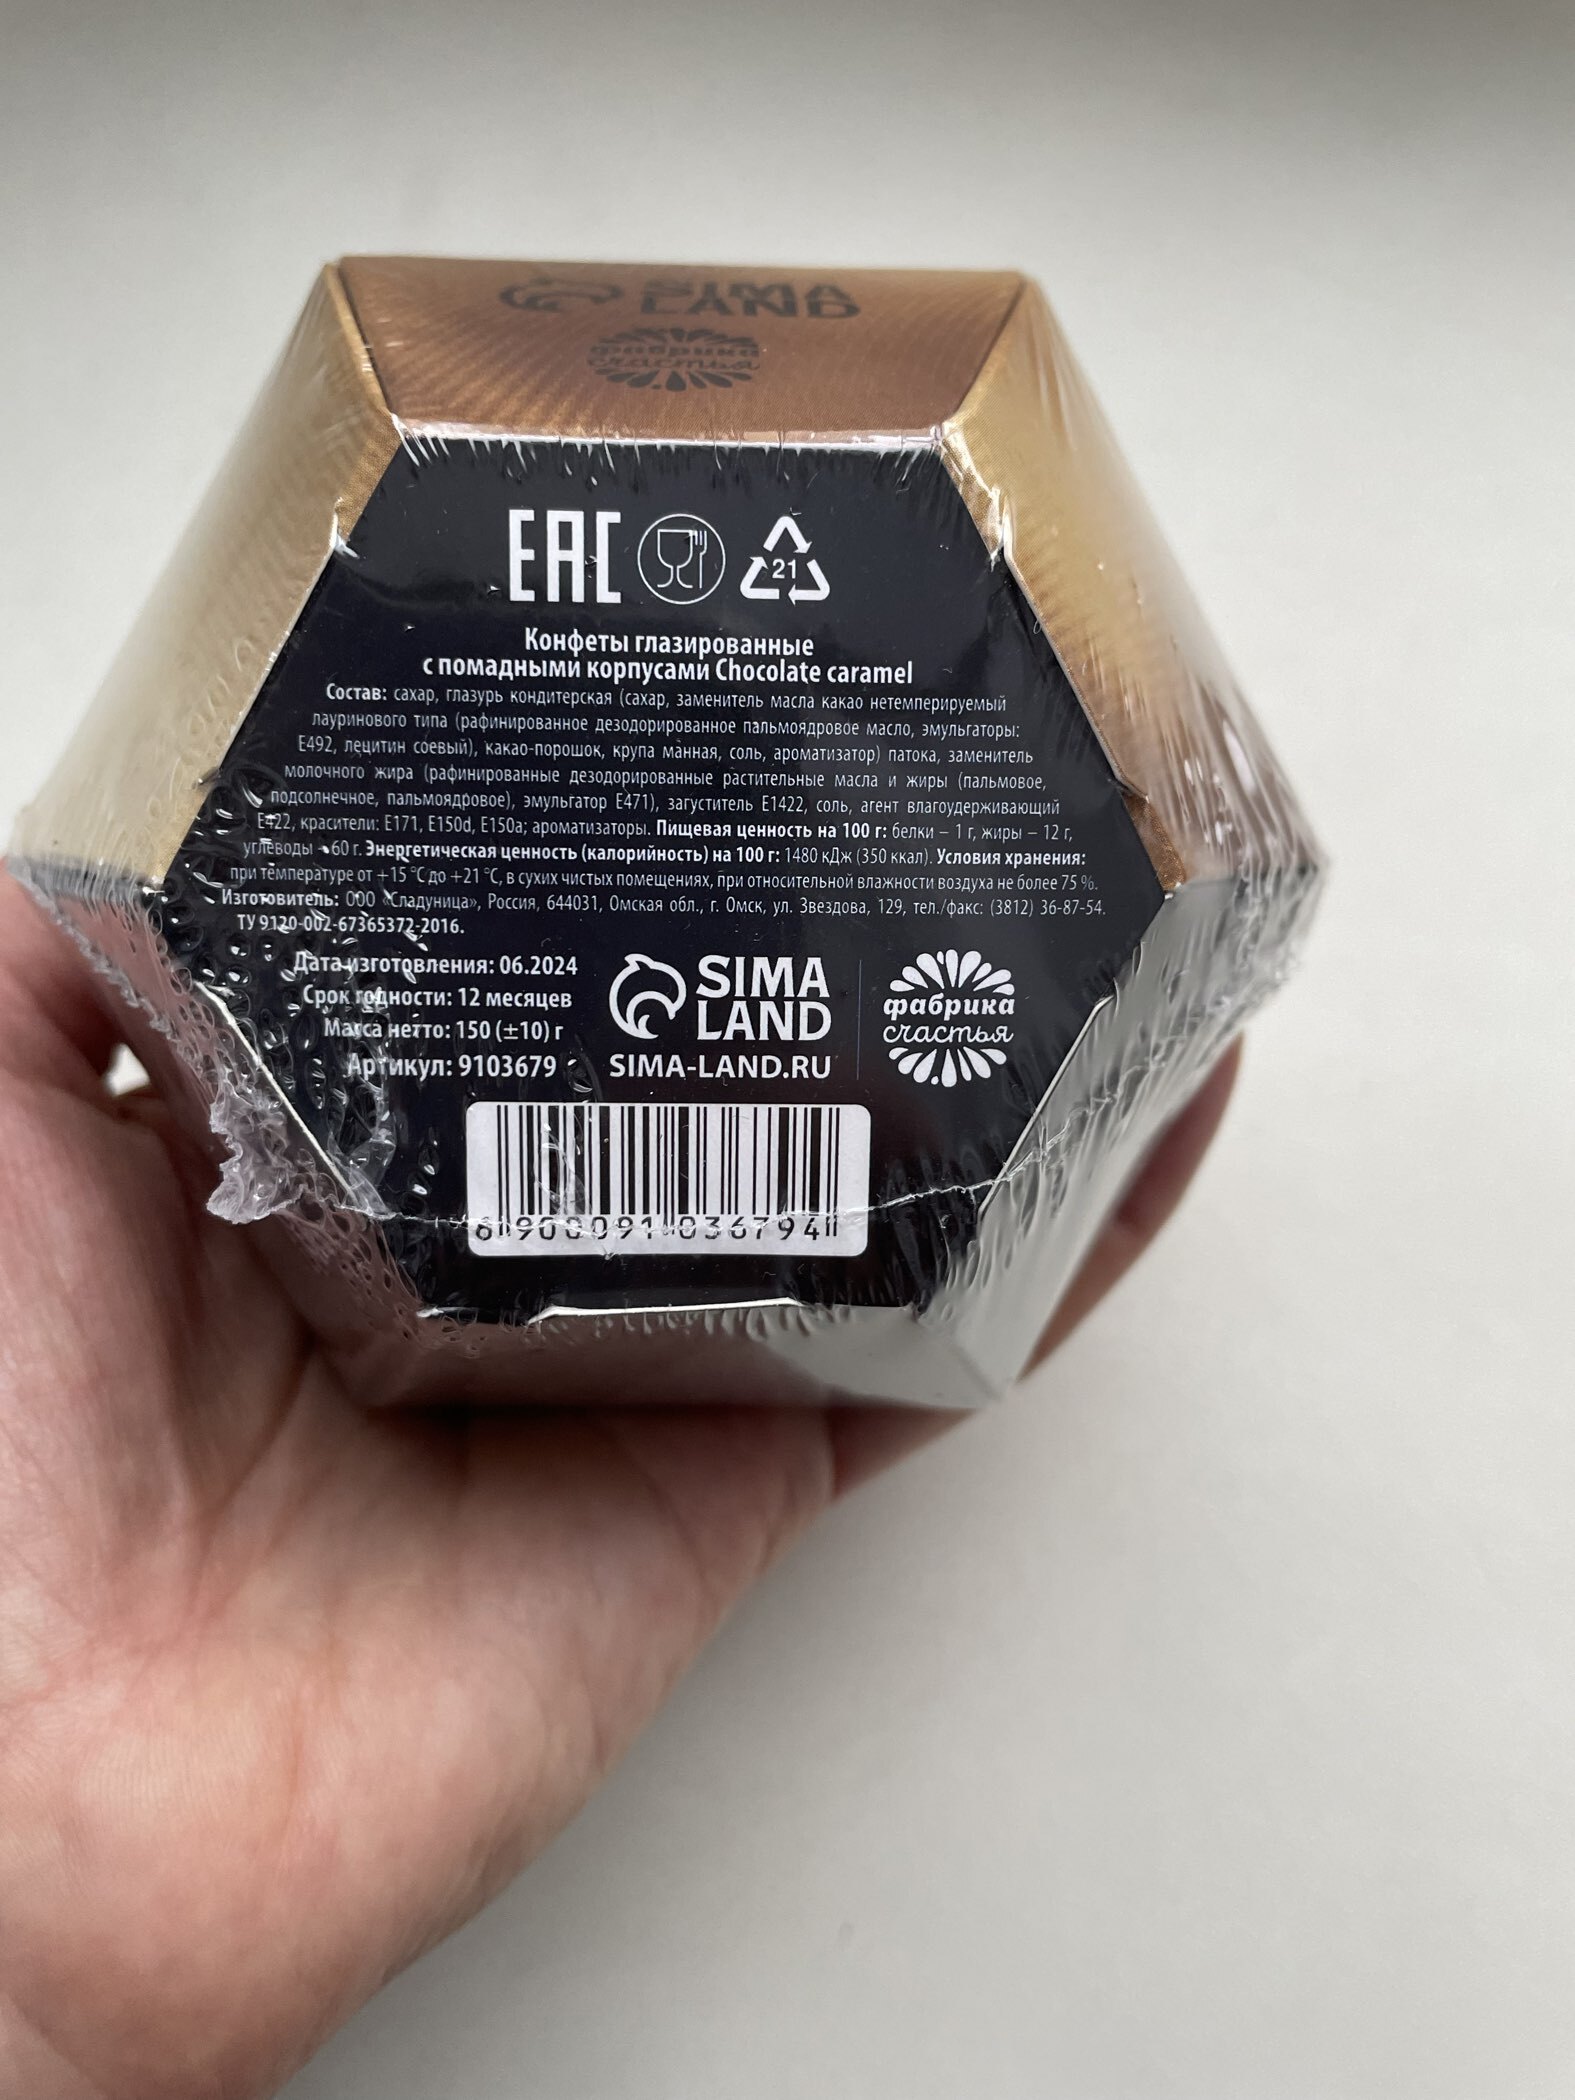 SIMA
LAND
фабрика
счастья
EAC
21
Конфеты глазированные
с помадными корпусами Chocolate caramel
Состав: сахар, глазурь кондитерская (сахар, заменитель масла какао нетемперируемый
лауринового типа (рафинированное дезодорированное пальмоядровое масло, эмульгаторы:
Е492, лецитин соевый), какао-порошок, крупа манная, соль, ароматизатор) патока, заменитель
молочного жира (рафинированные дезодорированные растительные масла и жиры (пальмовое,
подсолнечное, пальмоядровое), эмульгатор Е471), загуститель Е1422, соль, агент влагоудерживающий
Е422, красители: Е171, Е150d, Е150а; ароматизаторы. Пищевая ценность на 100 г: белки – 1 г, жиры – 12 г,
углеводы – 60 г. Энергетическая ценность (калорийность) на 100 г: 1480 кДж (350 ккал). Условия хранения:
при температуре от +15 °С до +21 °С, в сухих чистых помещениях, при относительной влажности воздуха не более 75 %.
Изготовитель: ООО «Сладуница», Россия, 644031, Омская обл., г. Омск, ул. Звездова, 129, тел./факс: (3812) 36-87-54.
ТУ 9120-002-67365372-2016.
Дата изготовления: 06.2024
Срок годности: 12 месяцев
Масса нетто: 150 (±10) г
Артикул: 9103679
SIMA
LAND
SIMA-LAND.RU
фабрика
счастья
6 900091 036794